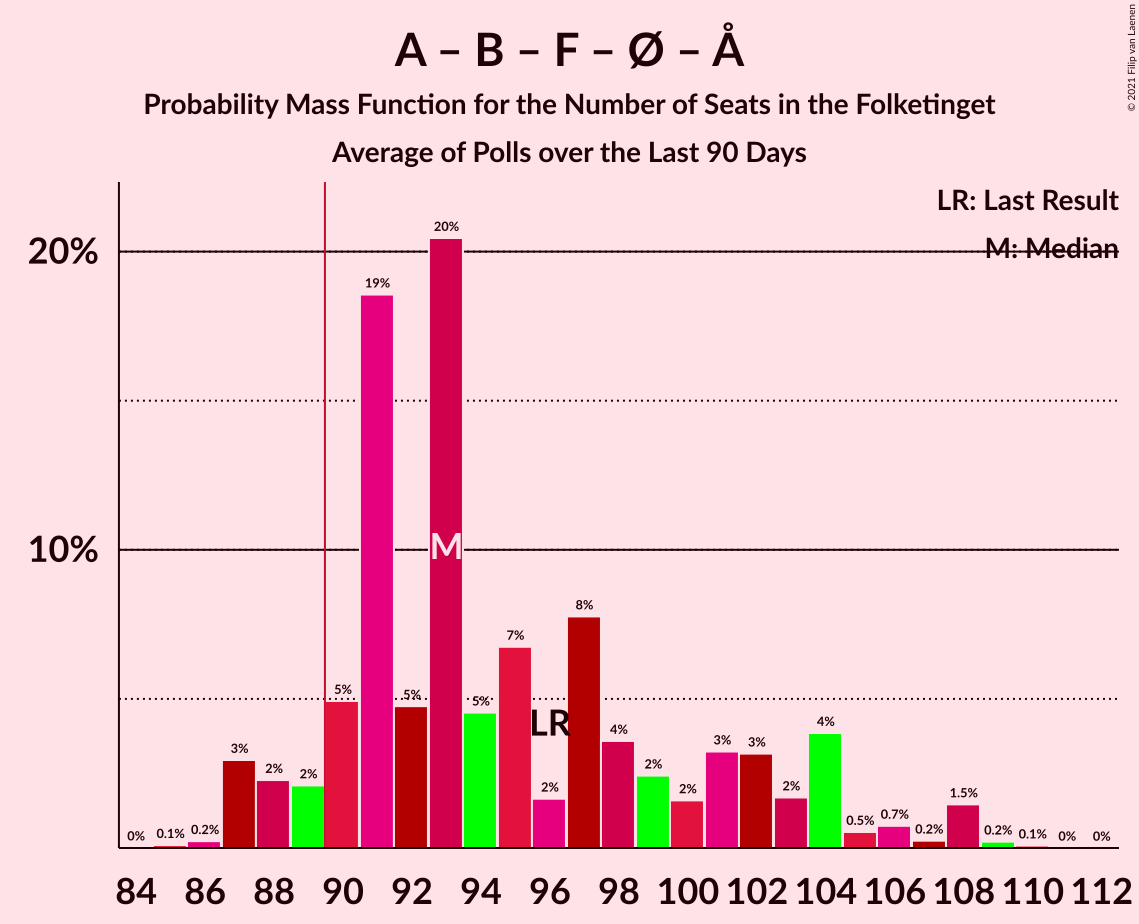 A – B – F – Ø – Å
Probability Mass Function for the Number of Seats in the Folketinget
Average of Polls over the Last 90 Days
© 2021 Filip van Laenen
LR: Last Result
M: Median
20%
10%
0% 0.1% 0.2% 3% 2% 2% 5% 19% 5% 20% 5% 7% 2% 8% 4% 2% 2% 3% 3% 2% 4% 0.5% 0.7% 0.2% 1.5% 0.2% 0.1% 0% 0%
M
LR
84 86 88 90 92 94 96 98 100 102 104 106 108 110 112